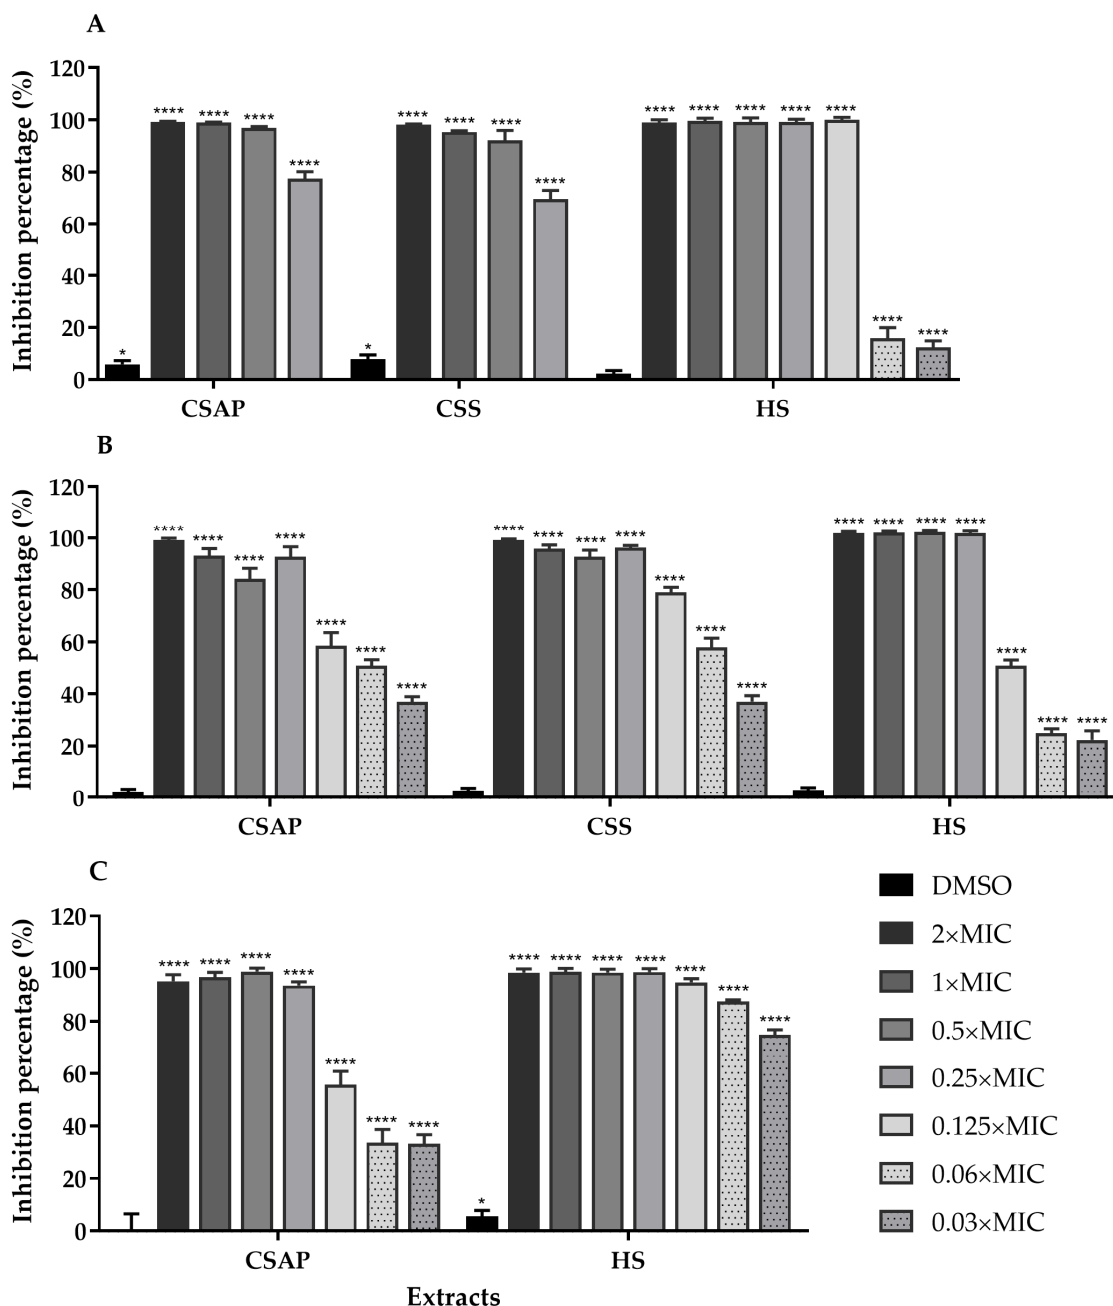 A
Inhibition percentage (%)
120
100
80
60
40
20
0
**** **** **** **** **** **** **** **** **** **** **** **** ****
* * **** ****
CSAP CSS HS
B
Inhibition percentage (%)
120
100
80
60
40
20
0
**** **** **** **** **** **** ****
**** **** **** **** **** **** ****
**** **** **** **** **** **** ****
CSAP CSS HS
C
Inhibition percentage (%)
120
100
80
60
40
20
0
**** **** **** **** **** **** ****
* **** **** **** **** **** **** ****
CSAP HS
Extracts
DMSO
2×MIC
1×MIC
0.5×MIC
0.25×MIC
0.125×MIC
0.06×MIC
0.03×MIC